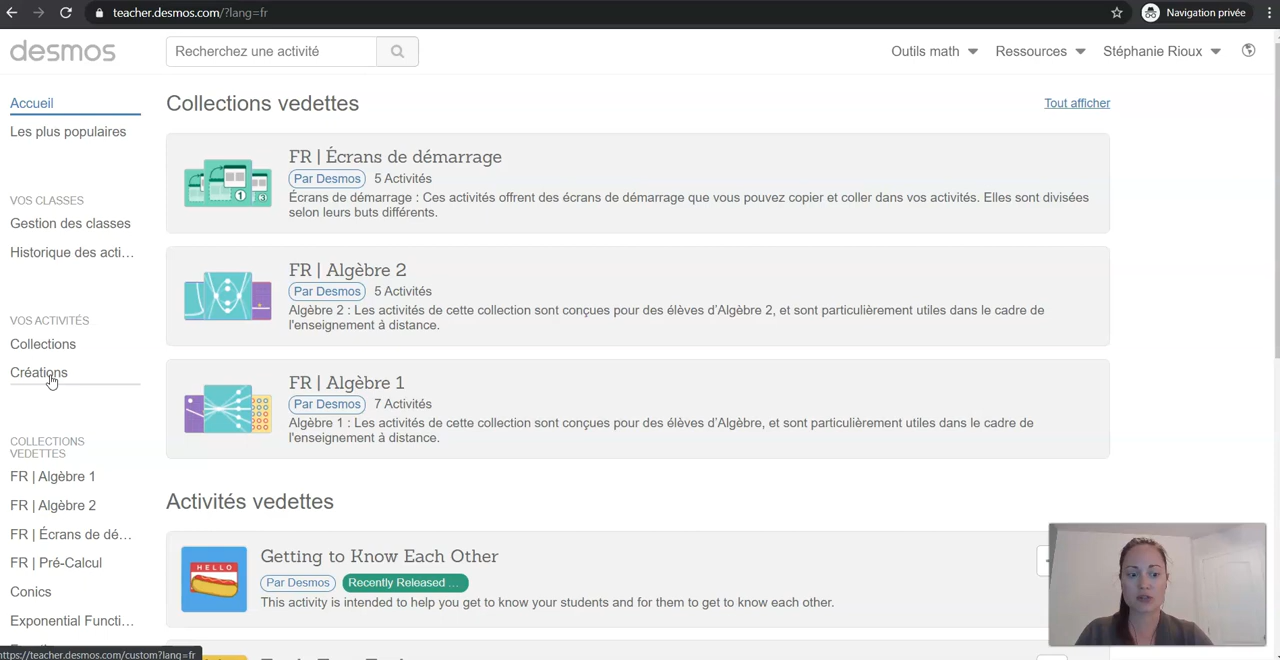 teacher.desmos.com/?lang=fr
Navigation privée
desmos
Recherchez une activité
Outils math
Ressources
Stéphanie Rioux
Accueil
Les plus populaires
VOS CLASSES
Gestion des classes
Historique des acti...
VOS ACTIVITÉS
Collections
Créations
COLLECTIONS
VEDETTES
FR | Algèbre 1
FR | Algèbre 2
FR | Écrans de dé...
FR | Pré-Calcul
Conics
Exponential Functi...
https://teacher.desmos.com/custom?lang=fr
Collections vedettes
Tout afficher
FR | Écrans de démarrage
Par Desmos 5 Activités
Écrans de démarrage : Ces activités offrent des écrans de démarrage que vous pouvez copier et coller dans vos activités. Elles sont divisées
selon leurs buts différents.
FR | Algèbre 2
Par Desmos 5 Activités
Algèbre 2 : Les activités de cette collection sont conçues pour des élèves d'Algèbre 2, et sont particulièrement utiles dans le cadre de
l'enseignement à distance.
FR | Algèbre 1
Par Desmos 7 Activités
Algèbre 1 : Les activités de cette collection sont conçues pour des élèves d'Algèbre, et sont particulièrement utiles dans le cadre de
l'enseignement à distance.
Activités vedettes
HELLO
Getting to Know Each Other
Par Desmos Recently Released ...
This activity is intended to help you get to know your students and for them to get to know each other.